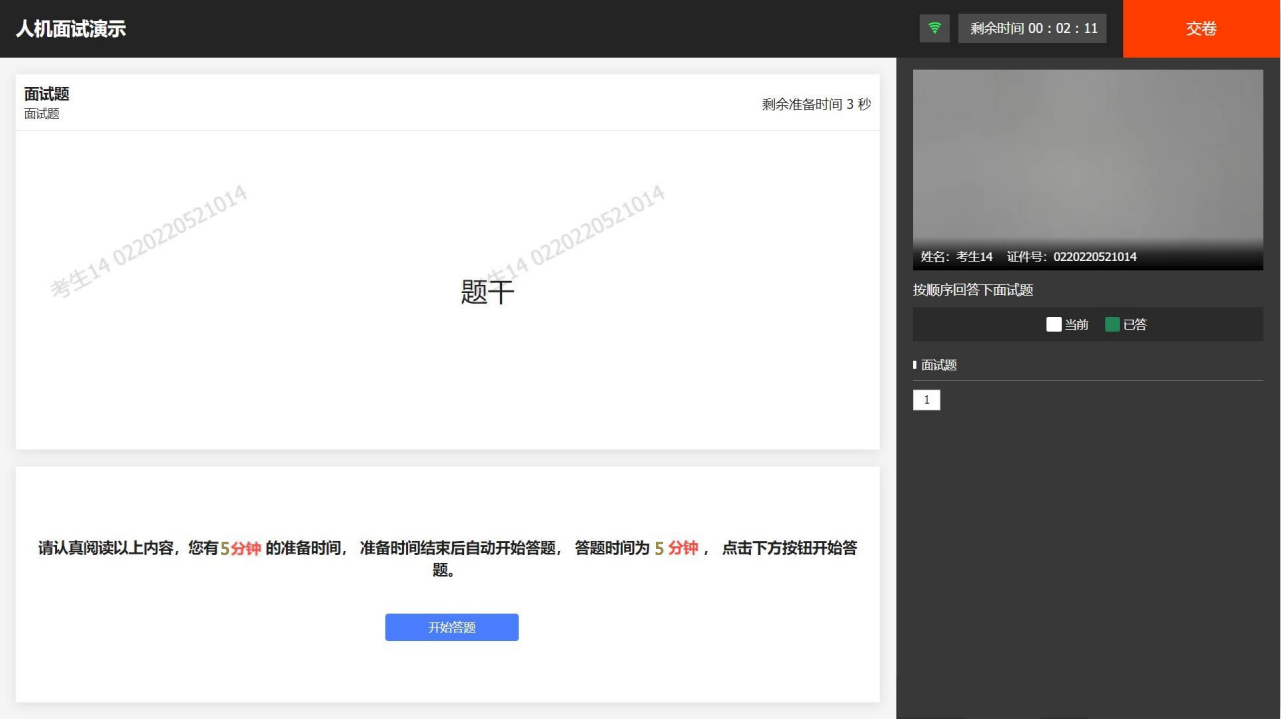 人机面试演示
剩余时间 00：02：11
交卷
面试题
面试题
剩余准备时间 3 秒
考生14 0220220521014
考生14 0220220521014
题干
请认真阅读以上内容，您有5分钟 的准备时间， 准备时间结束后自动开始答题， 答题时间为 5 分钟 ， 点击下方按钮开始答
题。
开始答题
姓名：考生14 证件号：0220220521014
按顺序回答下面试题
当前 已答
面试题
1